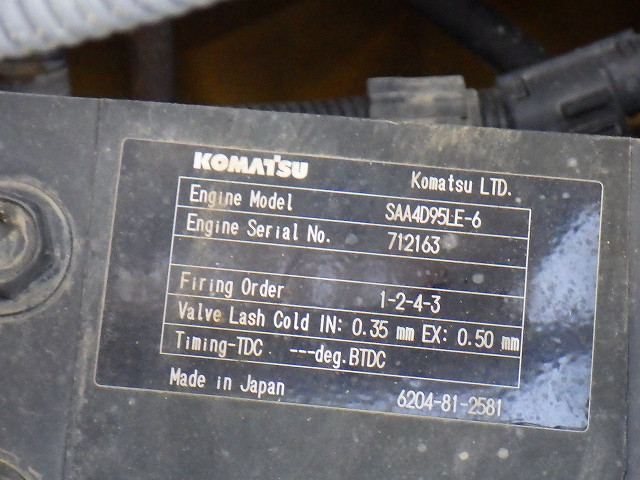 KOMATSU Komatsu LTD.
Engine Model SAA4D95LE-6
Engine Serial No. 712163
Firing Order 1-2-4-3
Valve Lash Cold IN: 0.35 mm EX: 0.50 mm
Timing-TDC ---deg.BTDC
Made in Japan 6204-81-2581